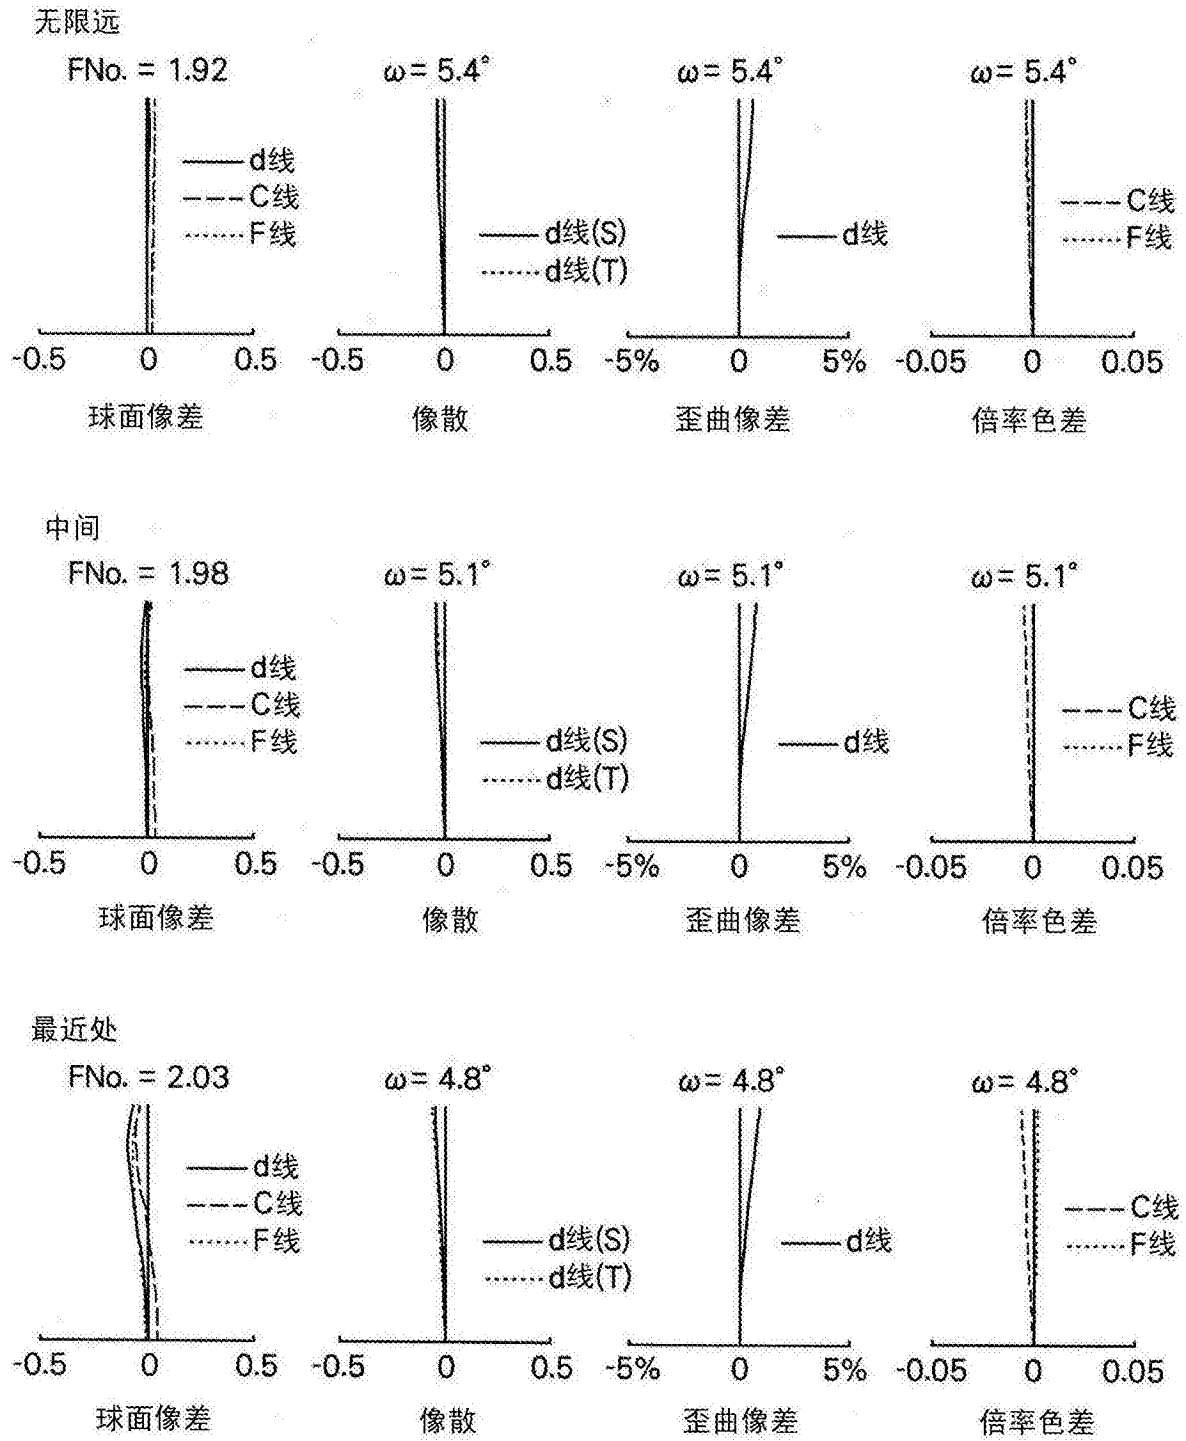 无限远
FNo. = 1.92 ω= 5.4° ω= 5.4° ω= 5.4°
d线
C线
F线
d线(S)
d线(T)
d线
C线
F线
-0.5 0 0.5 -0.5 0 0.5 -5% 0 5% -0.05 0 0.05
球面像差 像散 歪曲像差 倍率色差
中间
FNo. = 1.98 ω= 5.1° ω= 5.1° ω= 5.1°
d线
C线
F线
d线(S)
d线(T)
d线
C线
F线
-0.5 0 0.5 -0.5 0 0.5 -5% 0 5% -0.05 0 0.05
球面像差 像散 歪曲像差 倍率色差
最近处
FNo. = 2.03 ω= 4.8° ω= 4.8° ω= 4.8°
d线
C线
F线
d线(S)
d线(T)
d线
C线
F线
-0.5 0 0.5 -0.5 0 0.5 -5% 0 5% -0.05 0 0.05
球面像差 像散 歪曲像差 倍率色差